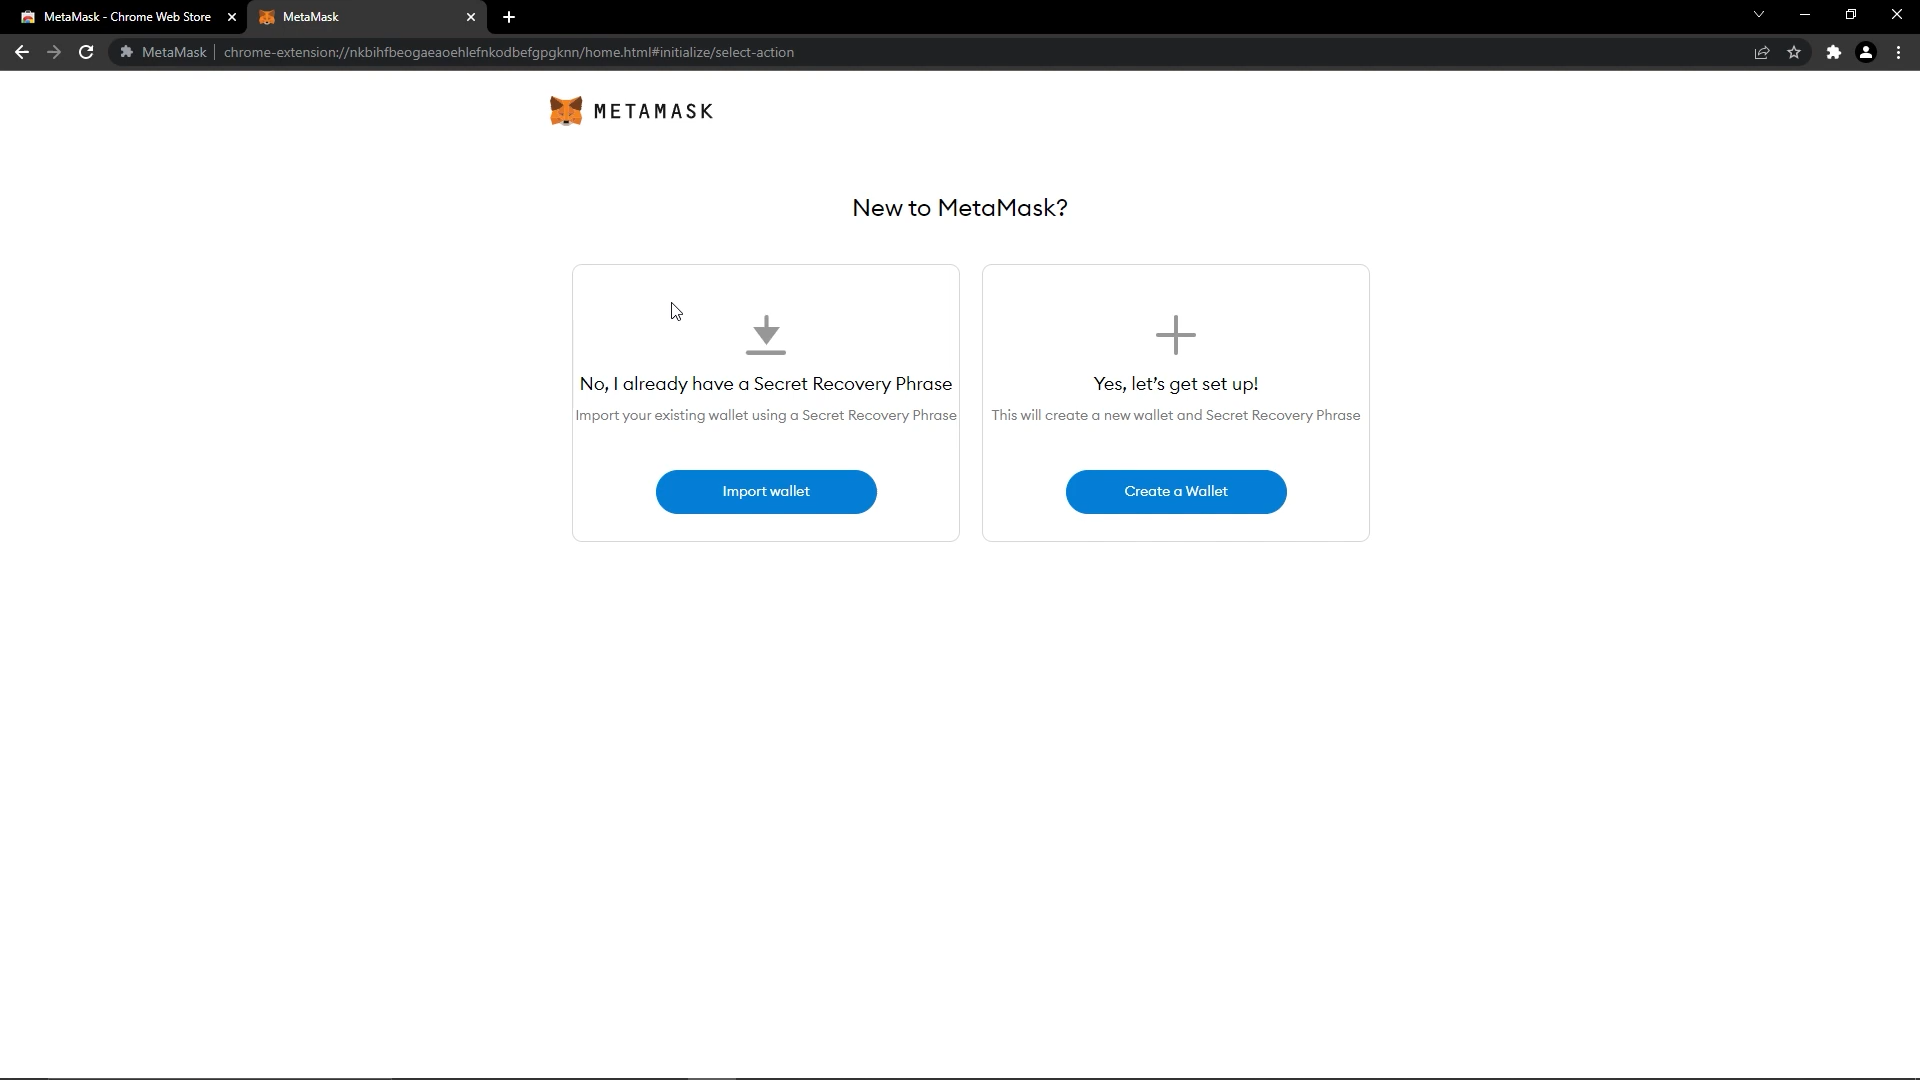 MetaMask - Chrome Web Store
MetaMask
MetaMask chrome-extension://nkbihfbeogaeaoehlefnkodbefgpgknn/home.html#initialize/select-action
METAMASK
New to MetaMask?
No, I already have a Secret Recovery Phrase
Import your existing wallet using a Secret Recovery Phrase
Import wallet
Yes, let’s get set up!
This will create a new wallet and Secret Recovery Phrase
Create a Wallet